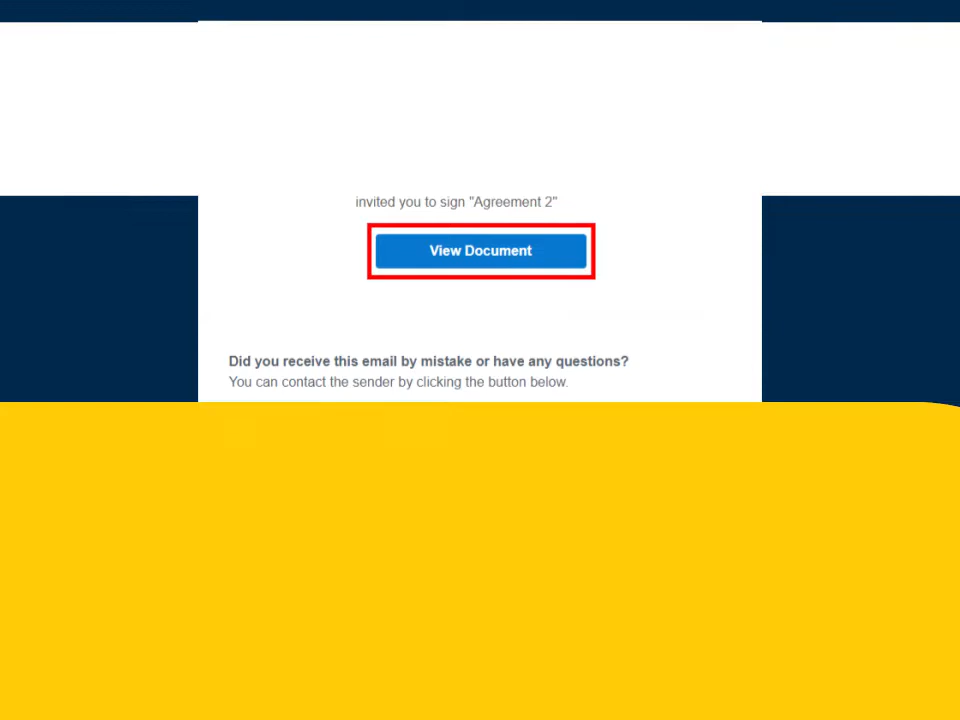 invited you to sign "Agreement 2"
View Document
Did you receive this email by mistake or have any questions?
You can contact the sender by clicking the button below.